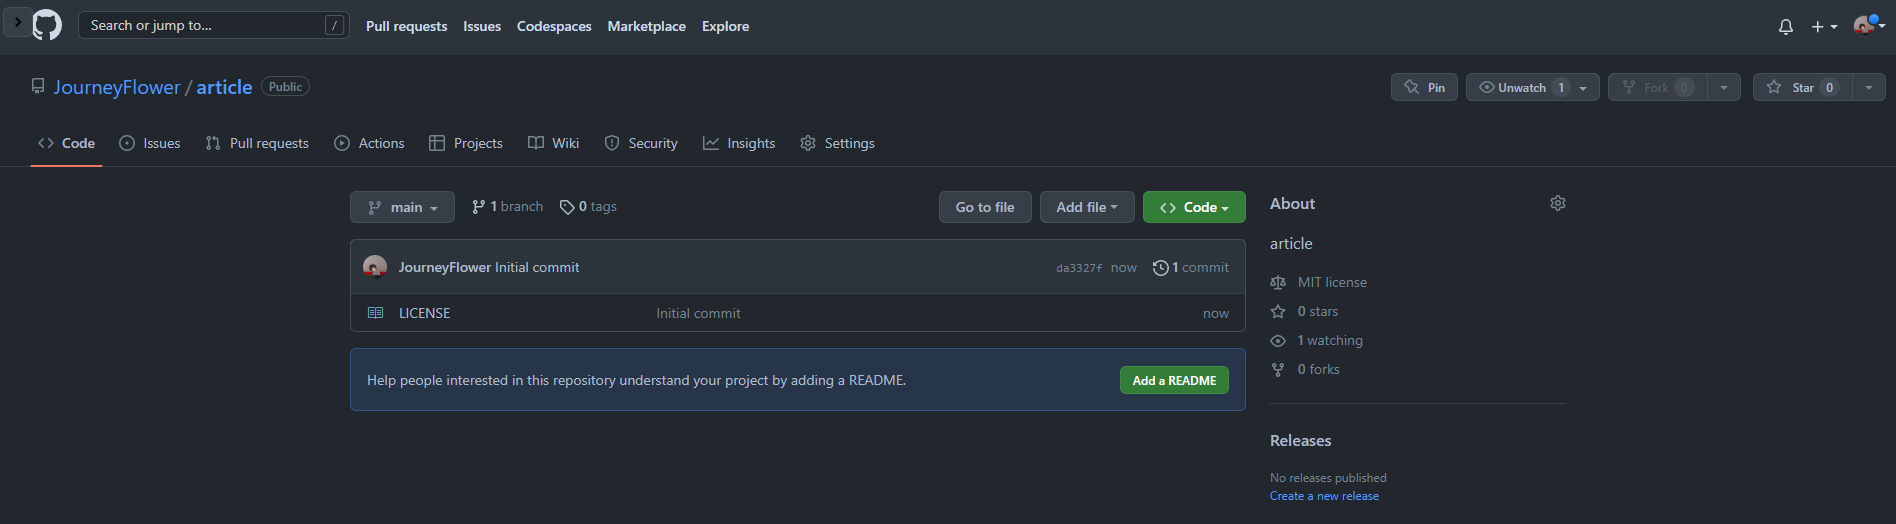 Search or jump to... / Pull requests Issues Codespaces Marketplace Explore
JourneyFlower / article Public Pin Unwatch 1 Fork 0 Star 0
Code Issues Pull requests Actions Projects Wiki Security Insights Settings
main 1 branch 0 tags Go to file Add file Code
JourneyFlower Initial commit da3327f now 1 commit
LICENSE Initial commit now
Help people interested in this repository understand your project by adding a README. Add a README
About
article
MIT license
0 stars
1 watching
0 forks
Releases
No releases published
Create a new release